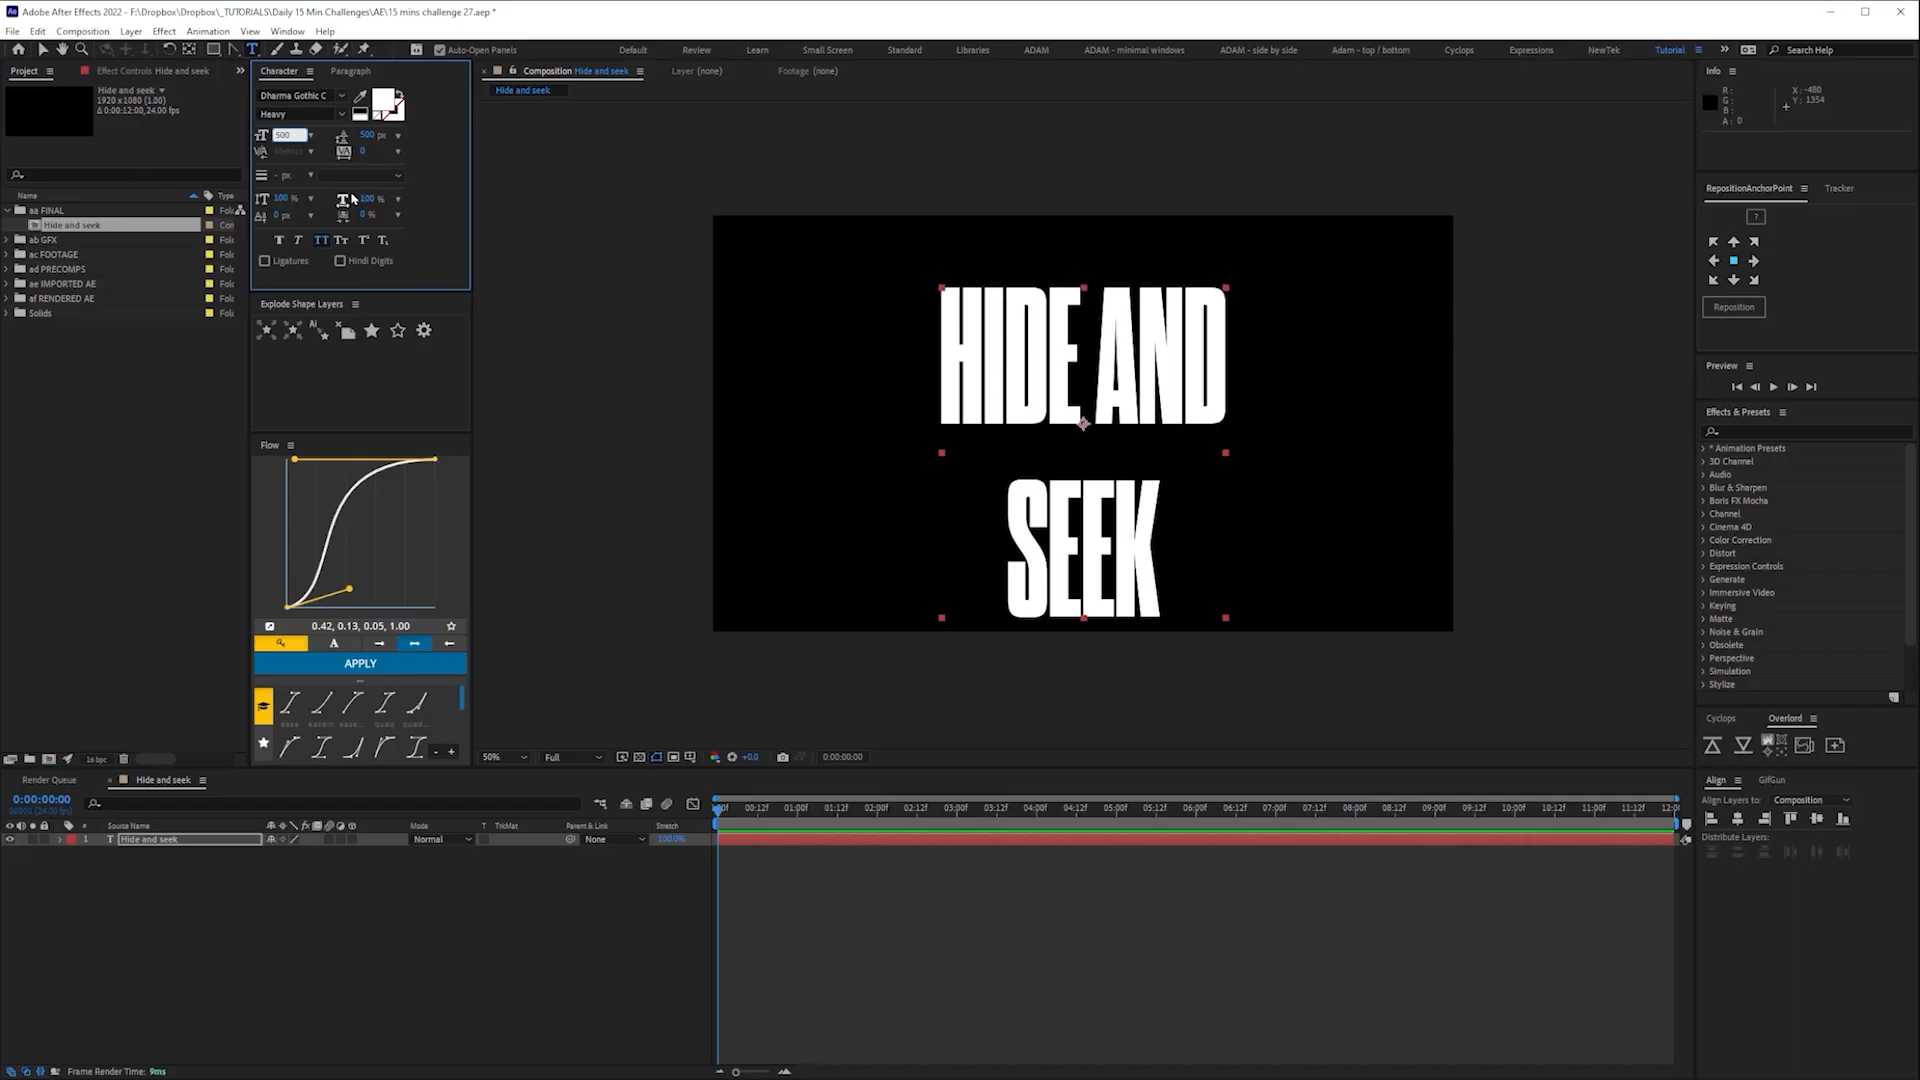 Adobe After Effects 2022 - F:\Dropbox\Dropbox\_TUTORIALS\Daily 15 Min Challenges\AE\15 mins challenge 27.aep *
File Edit Composition Layer Effect Animation View Window Help
Auto-Open Panels Default Review Learn Small Screen Standard Libraries ADAM ADAM - minimal windows ADAM - side by side Adam - top / bottom Cyclops Expressions NewTek Tutorial Search Help
Project Effect Controls Hide and seek
Hide and seek
1920 x 1080 (1.00)
Δ 0:00:12:00, 24.00 fps
Name Type
aa FINAL Folc
Hide and seek Con
ab GFX Folc
ac FOOTAGE Folc
ad PRECOMPS Folc
ae IMPORTED AE Folc
af RENDERED AE Folc
Solids Folc
16 bpc
Character Paragraph
Dharma Gothic C
Heavy
500 500 px
Metrics 0
- px
100 % 100 %
0 px 0 %
Ligatures Hindi Digits
Explode Shape Layers
Flow
0.42, 0.13, 0.05, 1.00
APPLY
ease easeIn ease... quad quad...
Composition Hide and seek Layer (none) Footage (none)
Hide and seek
HIDE AND
SEEK
50% Full +0.0 0:00:00:00
Info
R : X : -480
G : Y : 1354
B :
A : 0
RepositionAnchorPoint Tracker
?
Reposition
Preview
Effects & Presets
* Animation Presets
3D Channel
Audio
Blur & Sharpen
Boris FX Mocha
Channel
Cinema 4D
Color Correction
Distort
Expression Controls
Generate
Immersive Video
Keying
Matte
Noise & Grain
Obsolete
Perspective
Simulation
Stylize
Cyclops Overlord
Align GifGun
Align Layers to: Composition
Distribute Layers:
Render Queue Hide and seek
0:00:00:00
00000 (24.00 fps)
# Source Name Mode T TrkMat Parent & Link Stretch
1 T Hide and seek Normal None 100.0%
00f 00:12f 01:00f 01:12f 02:00f 02:12f 03:00f 03:12f 04:00f 04:12f 05:00f 05:12f 06:00f 06:12f 07:00f 07:12f 08:00f 08:12f 09:00f 09:12f 10:00f 10:12f 11:00f 11:12f 12:0
Frame Render Time: 9ms